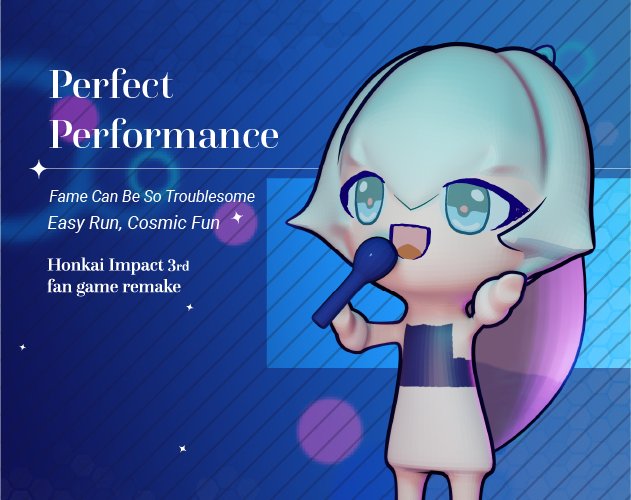 Perfect
Performance
Fame Can Be So Troublesome
Easy Run, Cosmic Fun
Honkai Impact 3rd
fan game remake